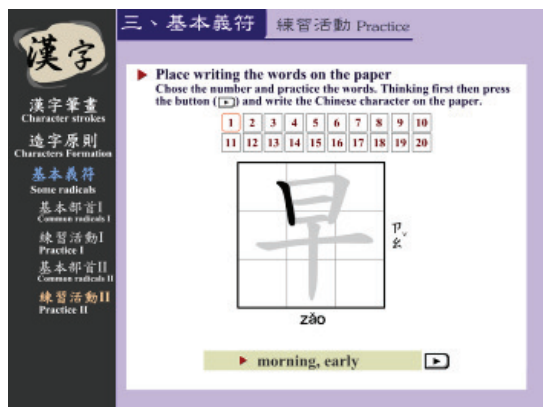 漢字
三、基本義符
練習活動 Practice
漢字筆畫
Character strokes
造字原則
Characters Formation
基本義符
Some radicals
基本部首I
Common radicals I
練習活動I
Practice I
基本部首II
Common radicals II
練習活動II
Practice II
Place writing the words on the paper
Chose the number and practice the words. Thinking first then press
the button ( ) and write the Chinese character on the paper.
1 2 3 4 5 6 7 8 9 10
11 12 13 14 15 16 17 18 19 20
早
ㄗㄠˇ
zǎo
morning, early